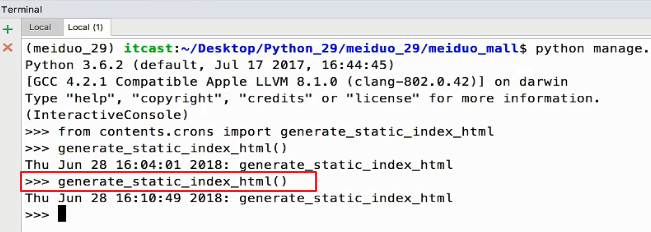 Terminal
Local
Local (1)
(meiduo_29) itcast:~/Desktop/Python_29/meiduo_29/meiduo_mall$ python manage.
Python 3.6.2 (default, Jul 17 2017, 16:44:45)
[GCC 4.2.1 Compatible Apple LLVM 8.1.0 (clang-802.0.42)] on darwin
Type "help", "copyright", "credits" or "license" for more information.
(InteractiveConsole)
>>> from contents.crons import generate_static_index_html
>>> generate_static_index_html()
Thu Jun 28 16:04:01 2018: generate_static_index_html
>>> generate_static_index_html()
Thu Jun 28 16:10:49 2018: generate_static_index_html
>>>